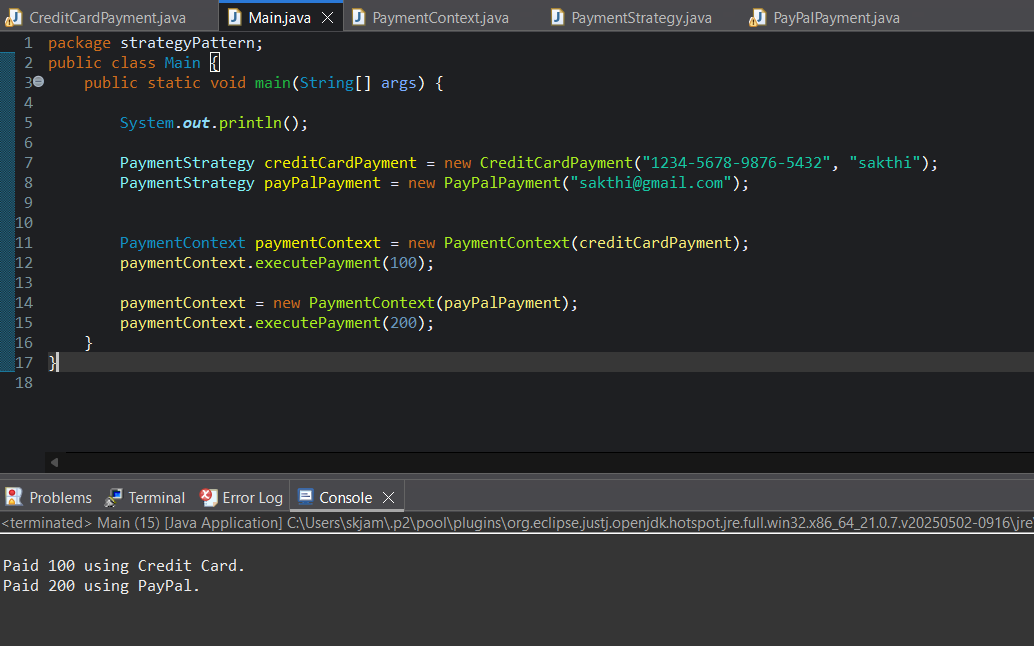 CreditCardPayment.java Main.java PaymentContext.java PaymentStrategy.java PayPalPayment.java
1 package strategyPattern;
2 public class Main {
3     public static void main(String[] args) {
4
5         System.out.println();
6
7         PaymentStrategy creditCardPayment = new CreditCardPayment("1234-5678-9876-5432", "sakthi");
8         PaymentStrategy payPalPayment = new PayPalPayment("sakthi@gmail.com");
9
10
11         PaymentContext paymentContext = new PaymentContext(creditCardPayment);
12         paymentContext.executePayment(100);
13
14         paymentContext = new PaymentContext(payPalPayment);
15         paymentContext.executePayment(200);
16     }
17 }
18
Problems Terminal Error Log Console
<terminated> Main (15) [Java Application] C:\Users\skjam\.p2\pool\plugins\org.eclipse.justj.openjdk.hotspot.jre.full.win32.x86_64_21.0.7.v20250502-0916\jre
Paid 100 using Credit Card.
Paid 200 using PayPal.